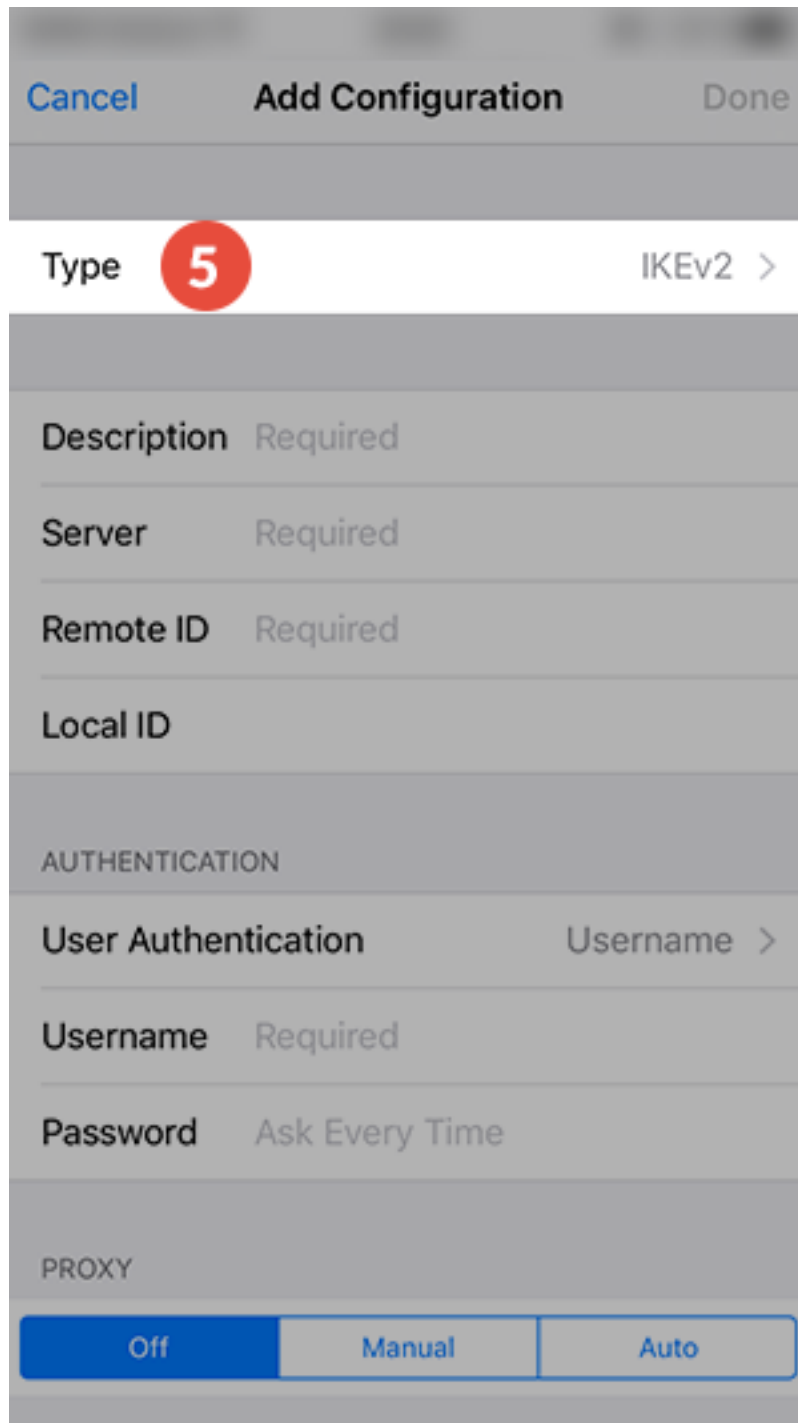 Cancel Add Configuration Done
Type 5 IKEv2 >
Description Required
Server Required
Remote ID Required
Local ID
AUTHENTICATION
User Authentication Username >
Username Required
Password Ask Every Time
PROXY
Off Manual Auto